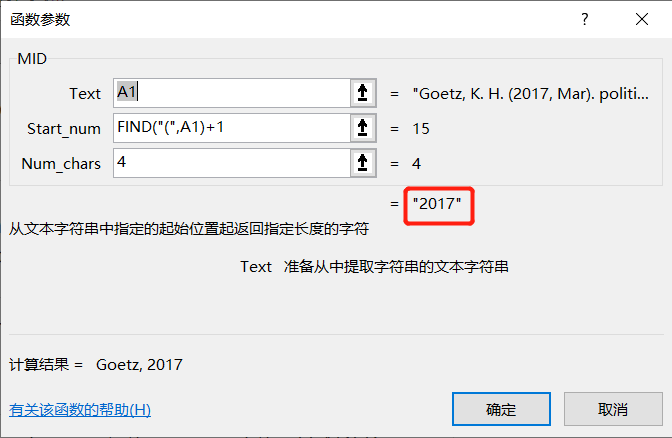 函数参数
?
MID
Text A1 = "Goetz, K. H. (2017, Mar). politi...
Start_num FIND("(",A1)+1 = 15
Num_chars 4 = 4
= "2017"
从文本字符串中指定的起始位置起返回指定长度的字符
Text 准备从中提取字符串的文本字符串
计算结果 = Goetz, 2017
有关该函数的帮助(H)
确定
取消